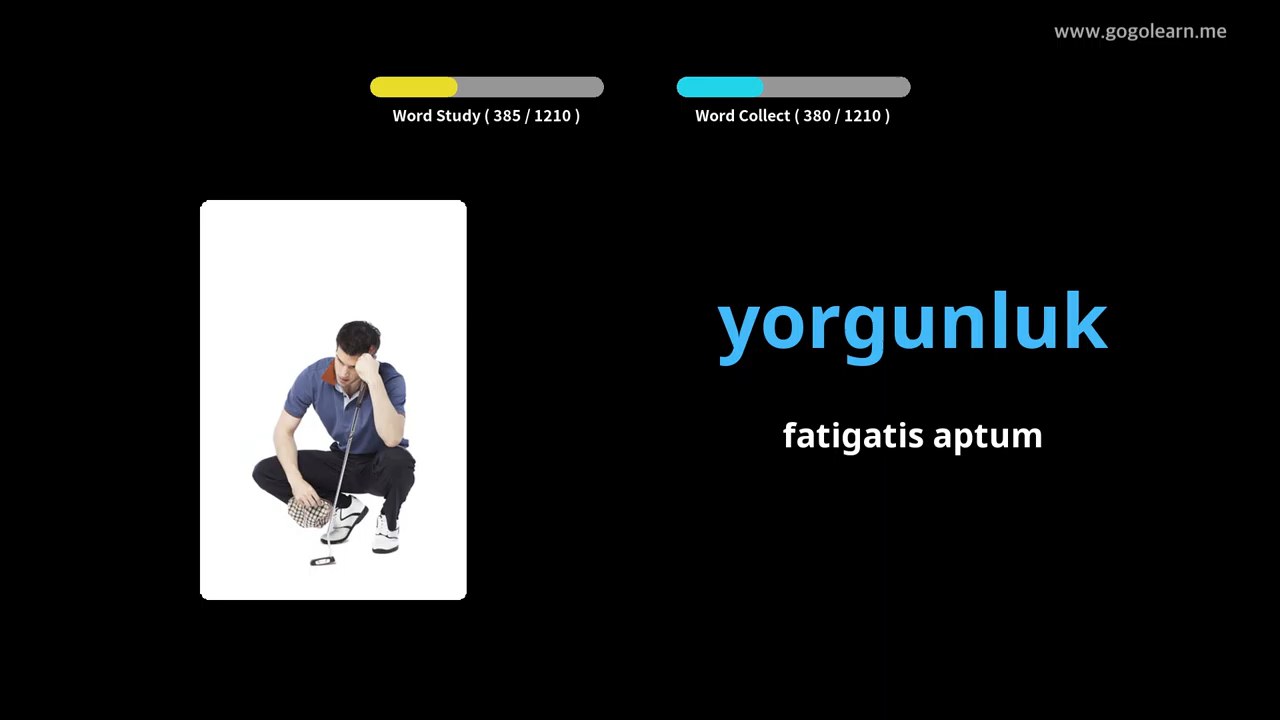 www.gogolearn.me
Word Study ( 385 / 1210 )
Word Collect ( 380 / 1210 )
yorgunluk
fatigatis aptum